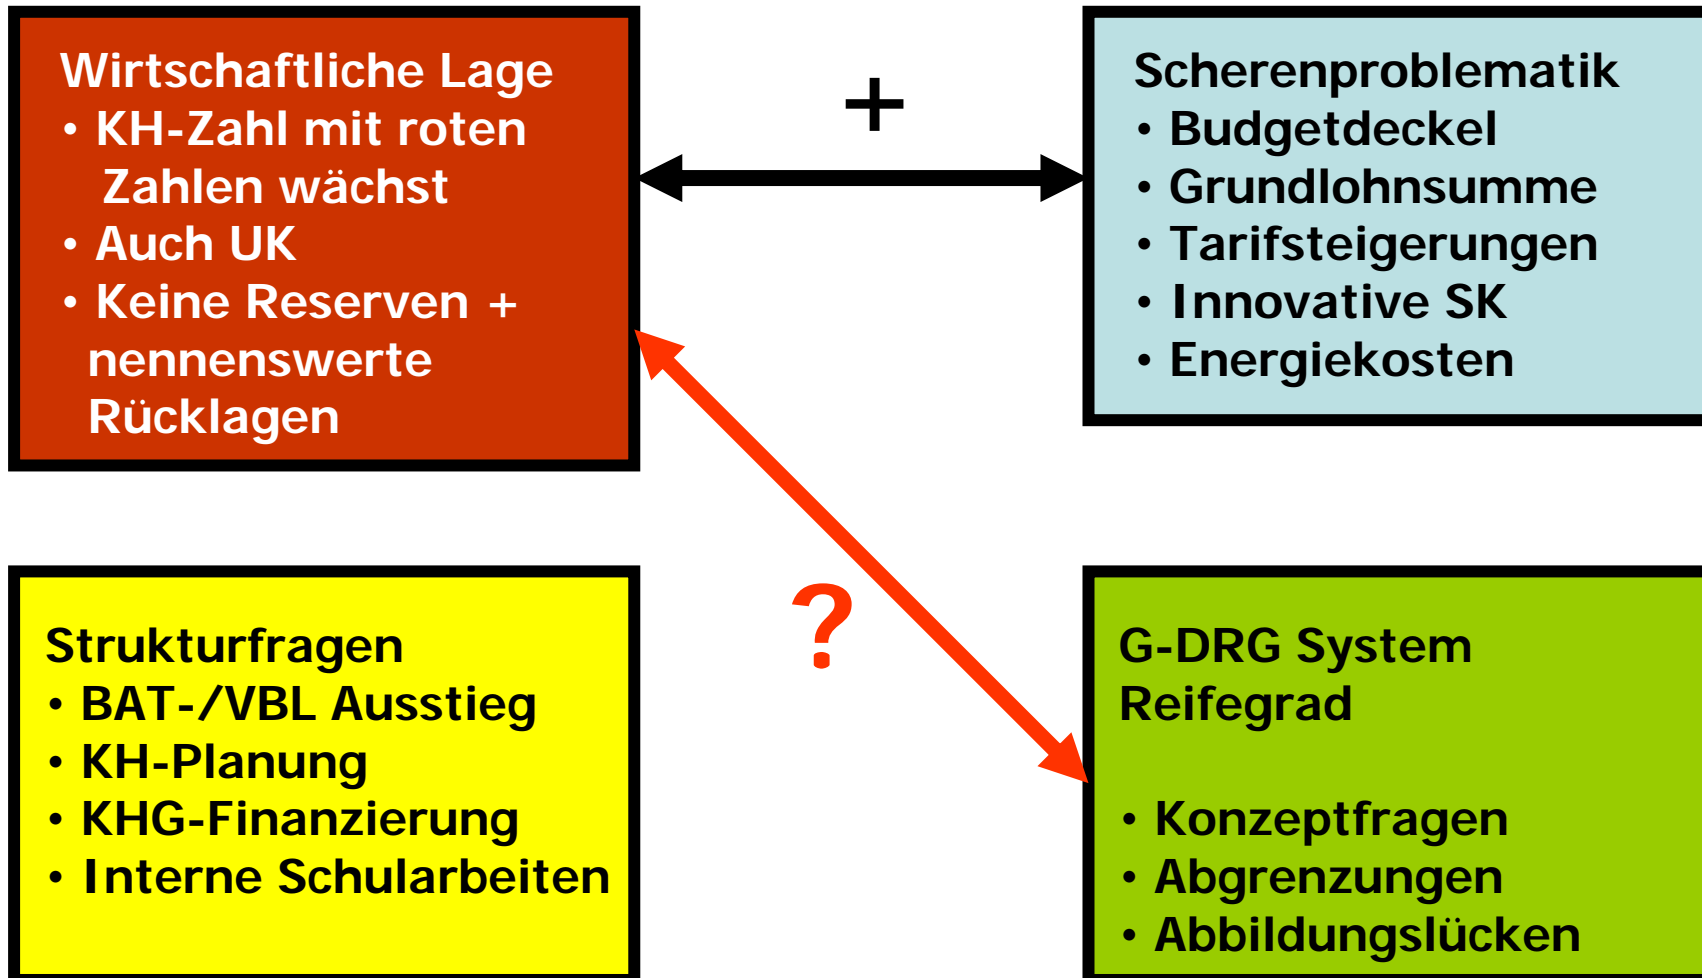 Wirtschaftliche Lage
• KH-Zahl mit roten
Zahlen wächst
• Auch UK
• Keine Reserven +
nennenswerte
Rücklagen
+
Scherenproblematik
• Budgetdeckel
• Grundlohnsumme
• Tarifsteigerungen
• Innovative SK
• Energiekosten
?
Strukturfragen
• BAT-/VBL Ausstieg
• KH-Planung
• KHG-Finanzierung
• Interne Schularbeiten
G-DRG System
Reifegrad
• Konzeptfragen
• Abgrenzungen
• Abbildungslücken